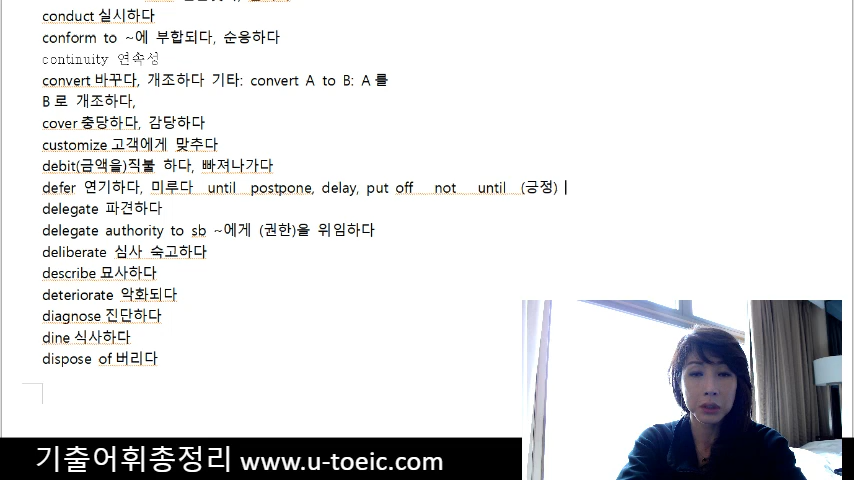 conduct 실시하다
conform to ~에 부합되다, 순응하다
continuity 연속성
convert 바꾸다, 개조하다 기타: convert A to B: A를
B로 개조하다,
cover 충당하다, 감당하다
customize 고객에게 맞추다
debit(금액을)직불 하다, 빠져나가다
defer 연기하다, 미루다 until postpone, delay, put off not until (긍정)
delegate 파견하다
delegate authority to sb ~에게 (권한)을 위임하다
deliberate 심사 숙고하다
describe 묘사하다
deteriorate 악화되다
diagnose 진단하다
dine 식사하다
dispose of 버리다
기출어휘총정리 www.u-toeic.com